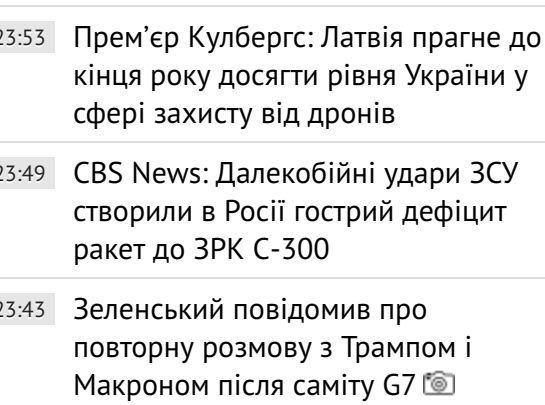 23:53 Прем’єр Кулбергс: Латвія прагне до
кінця року досягти рівня України у
сфері захисту від дронів
23:49 CBS News: Далекобійні удари ЗСУ
створили в Росії гострий дефіцит
ракет до ЗРК С-300
23:43 Зеленський повідомив про
повторну розмову з Трампом і
Макроном після саміту G7